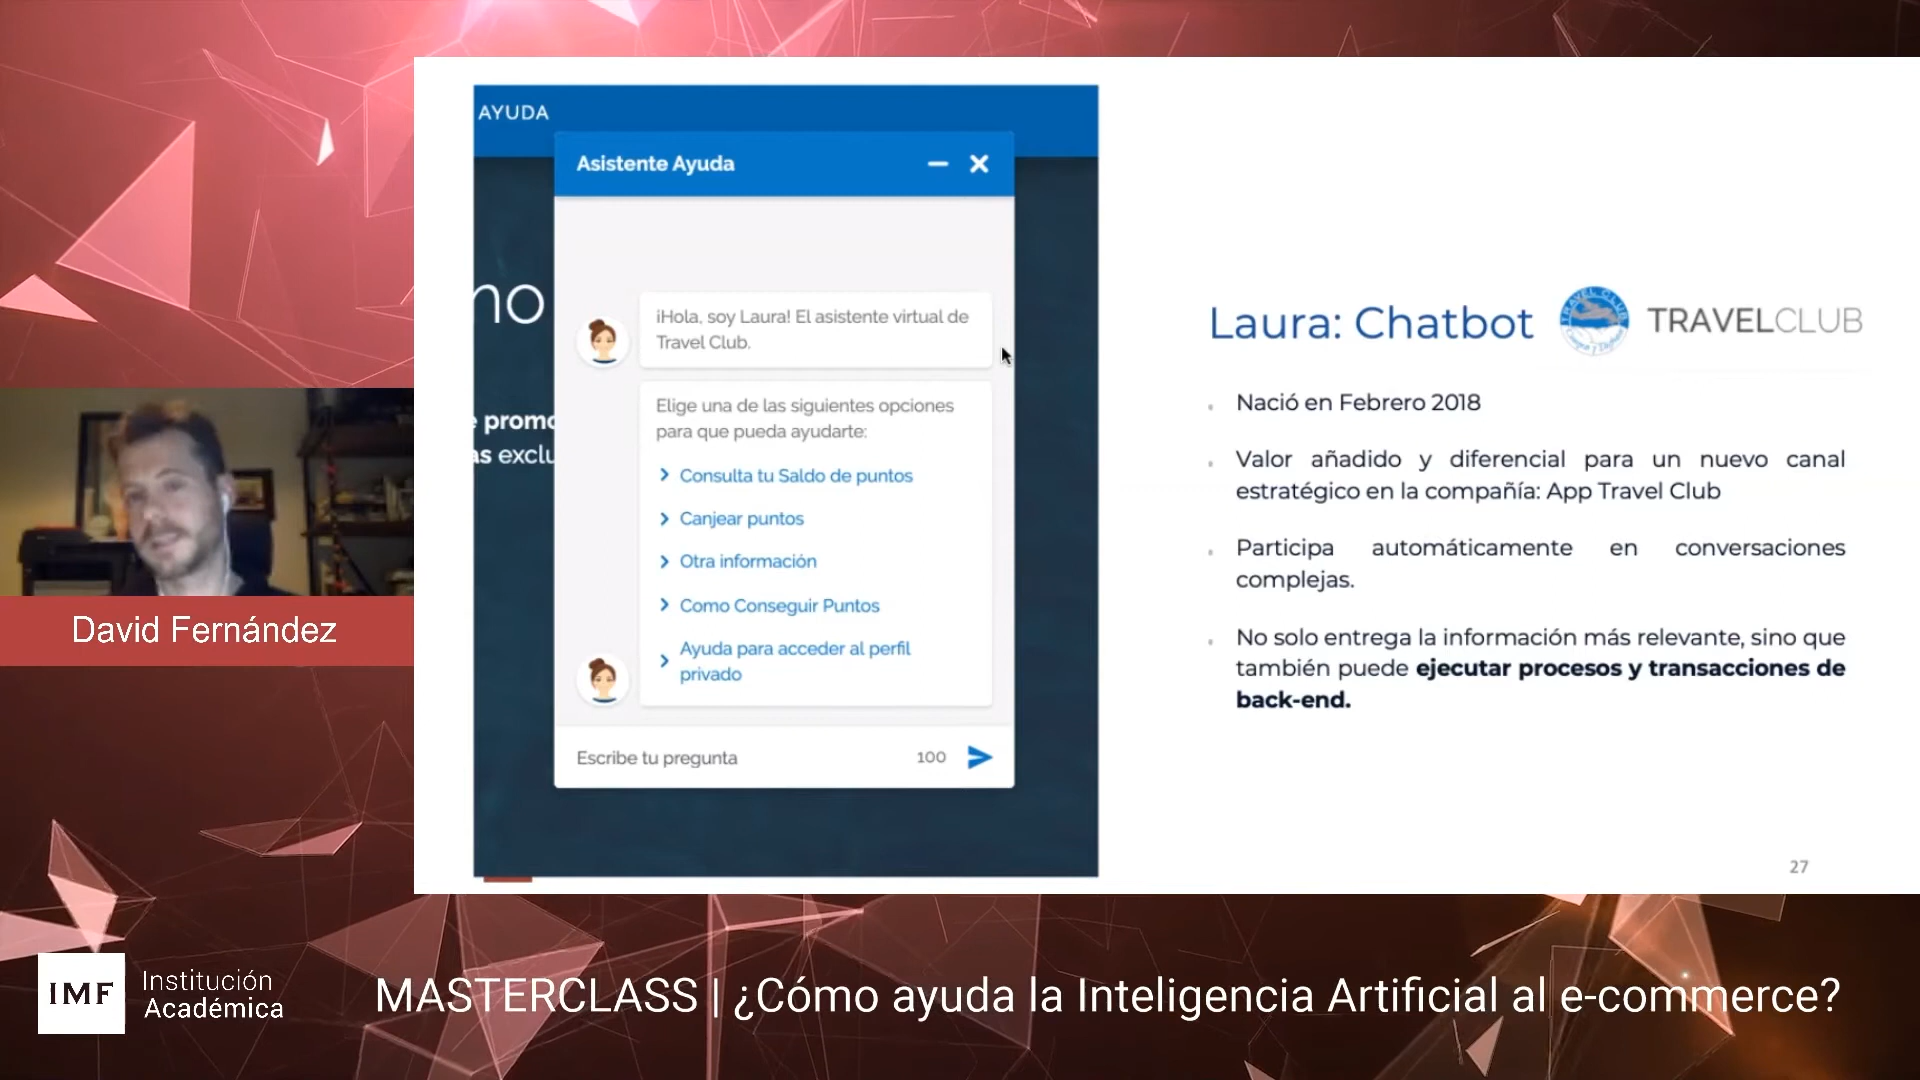 AYUDA
Asistente Ayuda
no
¡Hola, soy Laura! El asistente virtual de
Travel Club.
Elige una de las siguientes opciones
para que pueda ayudarte:
Consulta tu Saldo de puntos
Canjear puntos
Otra información
Como Conseguir Puntos
Ayuda para acceder al perfil
privado
e promo
as exclu
Escribe tu pregunta
100
Laura: Chatbot
TRAVEL CLUB
TRAVELCLUB
Nació en Febrero 2018
Valor añadido y diferencial para un nuevo canal
estratégico en la compañía: App Travel Club
Participa automáticamente en conversaciones
complejas.
No solo entrega la información más relevante, sino que
también puede ejecutar procesos y transacciones de
back-end.
27
David Fernández
IMF
Institución
Académica
MASTERCLASS | ¿Cómo ayuda la Inteligencia Artificial al e-commerce?